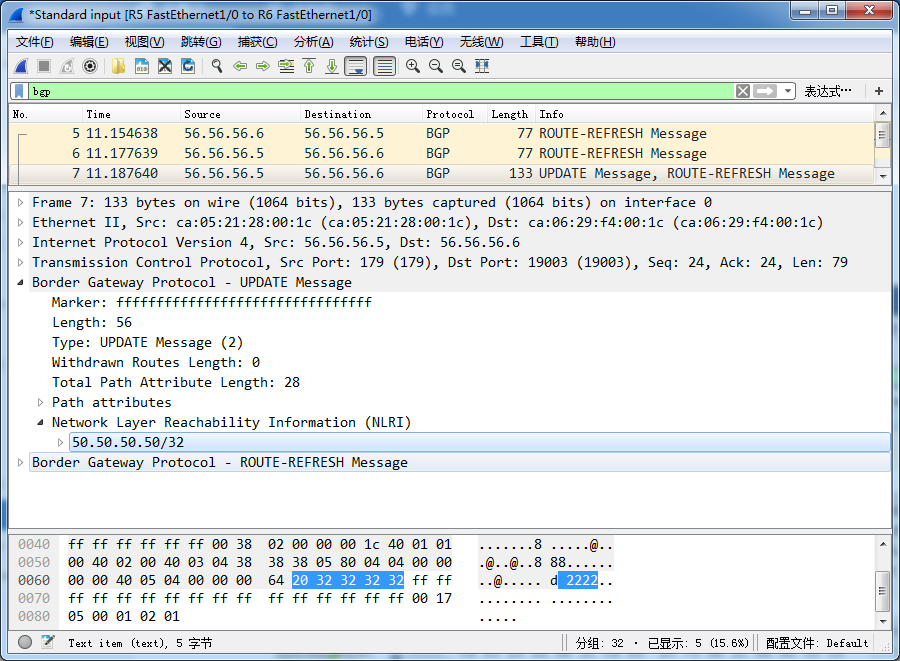 *Standard input [R5 FastEthernet1/0 to R6 FastEthernet1/0]
文件(F) 编辑(E) 视图(V) 跳转(G) 捕获(C) 分析(A) 统计(S) 电话(Y) 无线(W) 工具(T) 帮助(H)
bgp 表达式… +
No. Time Source Destination Protocol Length Info
5 11.154638 56.56.56.6 56.56.56.5 BGP 77 ROUTE-REFRESH Message
6 11.177639 56.56.56.5 56.56.56.6 BGP 77 ROUTE-REFRESH Message
7 11.187640 56.56.56.5 56.56.56.6 BGP 133 UPDATE Message, ROUTE-REFRESH Message
Frame 7: 133 bytes on wire (1064 bits), 133 bytes captured (1064 bits) on interface 0
Ethernet II, Src: ca:05:21:28:00:1c (ca:05:21:28:00:1c), Dst: ca:06:29:f4:00:1c (ca:06:29:f4:00:1c)
Internet Protocol Version 4, Src: 56.56.56.5, Dst: 56.56.56.6
Transmission Control Protocol, Src Port: 179 (179), Dst Port: 19003 (19003), Seq: 24, Ack: 24, Len: 79
Border Gateway Protocol - UPDATE Message
Marker: ffffffffffffffffffffffffffffffff
Length: 56
Type: UPDATE Message (2)
Withdrawn Routes Length: 0
Total Path Attribute Length: 28
Path attributes
Network Layer Reachability Information (NLRI)
50.50.50.50/32
Border Gateway Protocol - ROUTE-REFRESH Message
0040 ff ff ff ff ff ff 00 38 02 00 00 00 1c 40 01 01 .......8 .....@..
0050 00 40 02 00 40 03 04 38 38 38 05 80 04 04 00 00 .@..@..8 88......
0060 00 00 40 05 04 00 00 00 64 20 32 32 32 32 ff ff ..@..... d 2222..
0070 ff ff ff ff ff ff ff ff ff ff ff ff ff ff 00 17 ........ ........
0080 05 00 01 02 01 .....
Text item (text), 5 字节 分组: 32 · 已显示: 5 (15.6%) 配置文件: Default